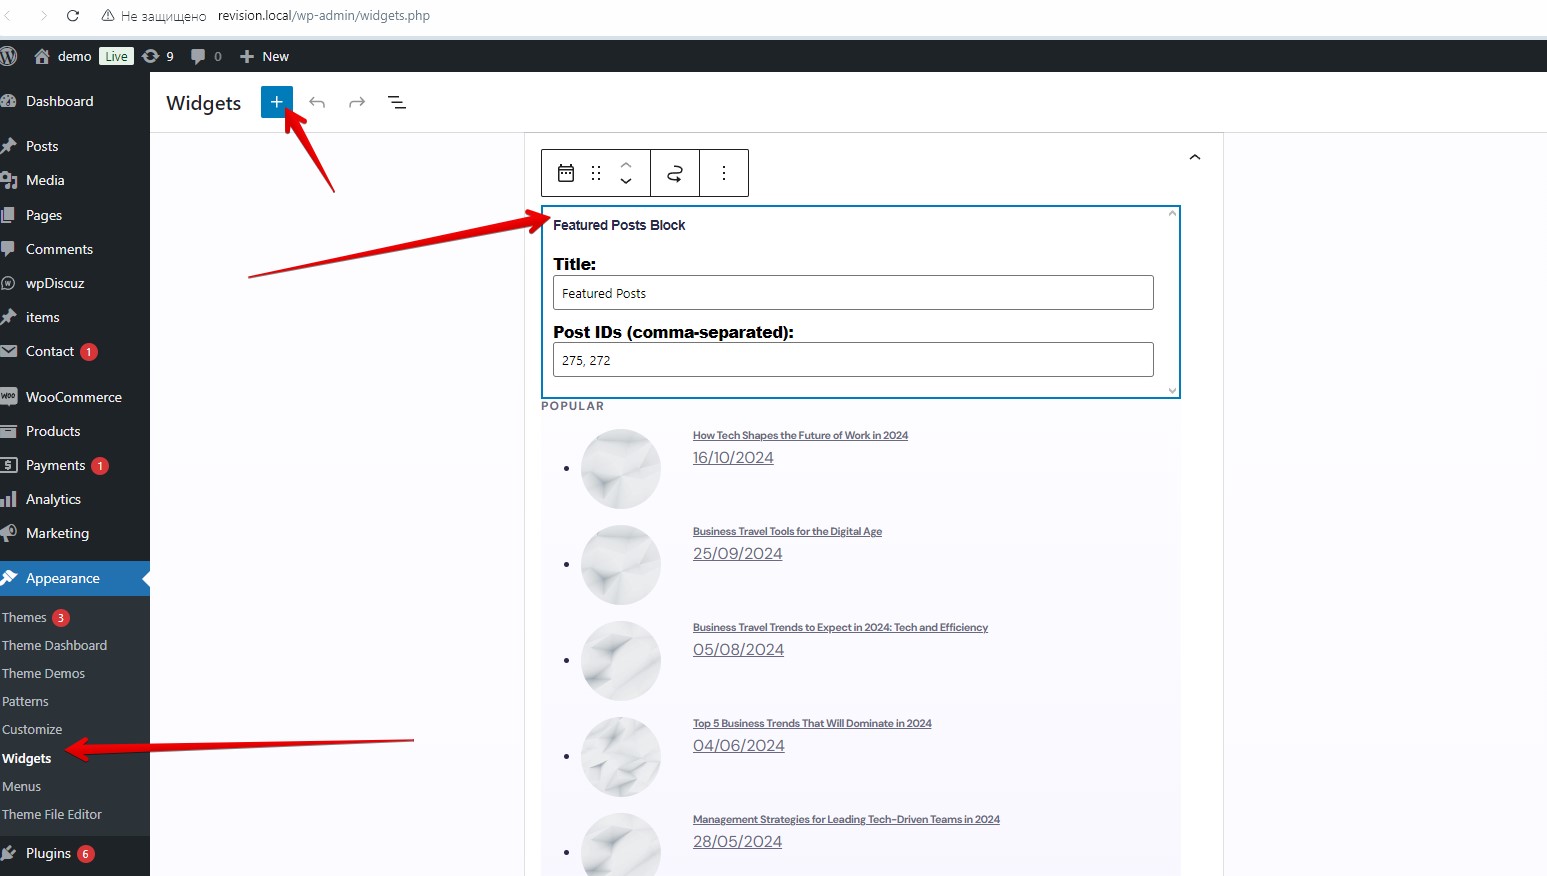 Не защищено revision.local/wp-admin/widgets.php
demo Live 9 0 New
Dashboard
Posts
Media
Pages
Comments
wpDiscuz
items
Contact 1
WooCommerce
Products
Payments 1
Analytics
Marketing
Appearance
Themes 3
Theme Dashboard
Theme Demos
Patterns
Customize
Widgets
Menus
Theme File Editor
Plugins 6
Widgets
Featured Posts Block
Title:
Featured Posts
Post IDs (comma-separated):
275, 272
POPULAR
How Tech Shapes the Future of Work in 2024
16/10/2024
Business Travel Tools for the Digital Age
25/09/2024
Business Travel Trends to Expect in 2024: Tech and Efficiency
05/08/2024
Top 5 Business Trends That Will Dominate in 2024
04/06/2024
Management Strategies for Leading Tech-Driven Teams in 2024
28/05/2024